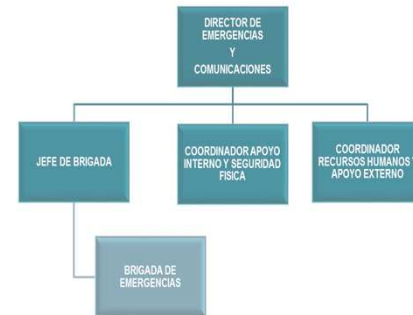 DIRECTOR DE
EMERGENCIAS
Y
COMUNICACIONES
JEFE DE BRIGADA
COORDINADOR APOYO
INTERNO Y SEGURIDAD
FISICA
COORDINADOR
RECURSOS HUMANOS Y
APOYO EXTERNO
BRIGADA DE
EMERGENCIAS